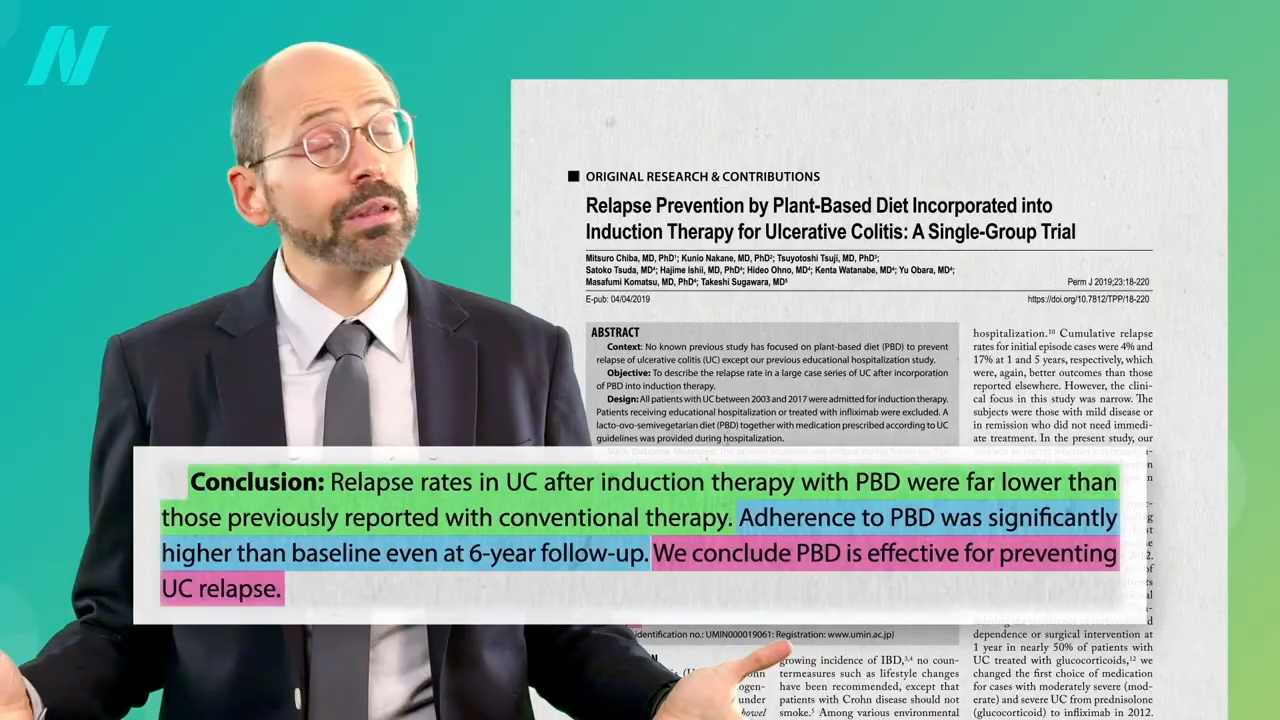 N
ORIGINAL RESEARCH & CONTRIBUTIONS
Relapse Prevention by Plant-Based Diet Incorporated into
Induction Therapy for Ulcerative Colitis: A Single-Group Trial
Mitsuro Chiba, MD, PhD¹; Kunio Nakane, MD, PhD²; Tsuyotoshi Tsuji, MD, PhD³;
Satoko Tsuda, MD⁴; Hajime Ishii, MD, PhD⁴; Hideo Ohno, MD⁴; Kenta Watanabe, MD⁴; Yu Obara, MD⁴;
Masafumi Komatsu, MD, PhD⁴; Takeshi Sugawara, MD⁵
Perm J 2019;23:18-220
E-pub: 04/04/2019
https://doi.org/10.7812/TPP/18-220
ABSTRACT
Context: No known previous study has focused on plant-based diet (PBD) to prevent
relapse of ulcerative colitis (UC) except our previous educational hospitalization study.
Objective: To describe the relapse rate in a large case series of UC after incorporation
of PBD into induction therapy.
Design: All patients with UC between 2003 and 2017 were admitted for induction therapy.
Patients receiving educational hospitalization or treated with infliximab were excluded. A
lacto-ovo-semivegetarian diet (PBD) together with medication prescribed according to UC
guidelines was provided during hospitalization.
hospitalization.¹⁰ Cumulative relapse
rates for initial episode cases were 4% and
17% at 1 and 5 years, respectively, which
were, again, better outcomes than those
reported elsewhere. However, the clini-
cal focus in this study was narrow. The
subjects were those with mild disease or
in remission who did not need immedi-
ate treatment. In the present study, our
Conclusion: Relapse rates in UC after induction therapy with PBD were far lower than
those previously reported with conventional therapy. Adherence to PBD was significantly
higher than baseline even at 6-year follow-up. We conclude PBD is effective for preventing
UC relapse.
identification no.: UMIN000019061: Registration: www.umin.ac.jp)
growing incidence of IBD,³,⁴ no coun-
termeasures such as lifestyle changes
have been recommended, except that
patients with Crohn disease should not
smoke.⁵ Among various environmental
dependence or surgical intervention at
1 year in nearly 50% of patients with
UC treated with glucocorticoids,¹² we
changed the first choice of medication
for cases with moderately severe (mod-
erate) and severe UC from prednisolone
(glucocorticoid) to infliximab in 2012.